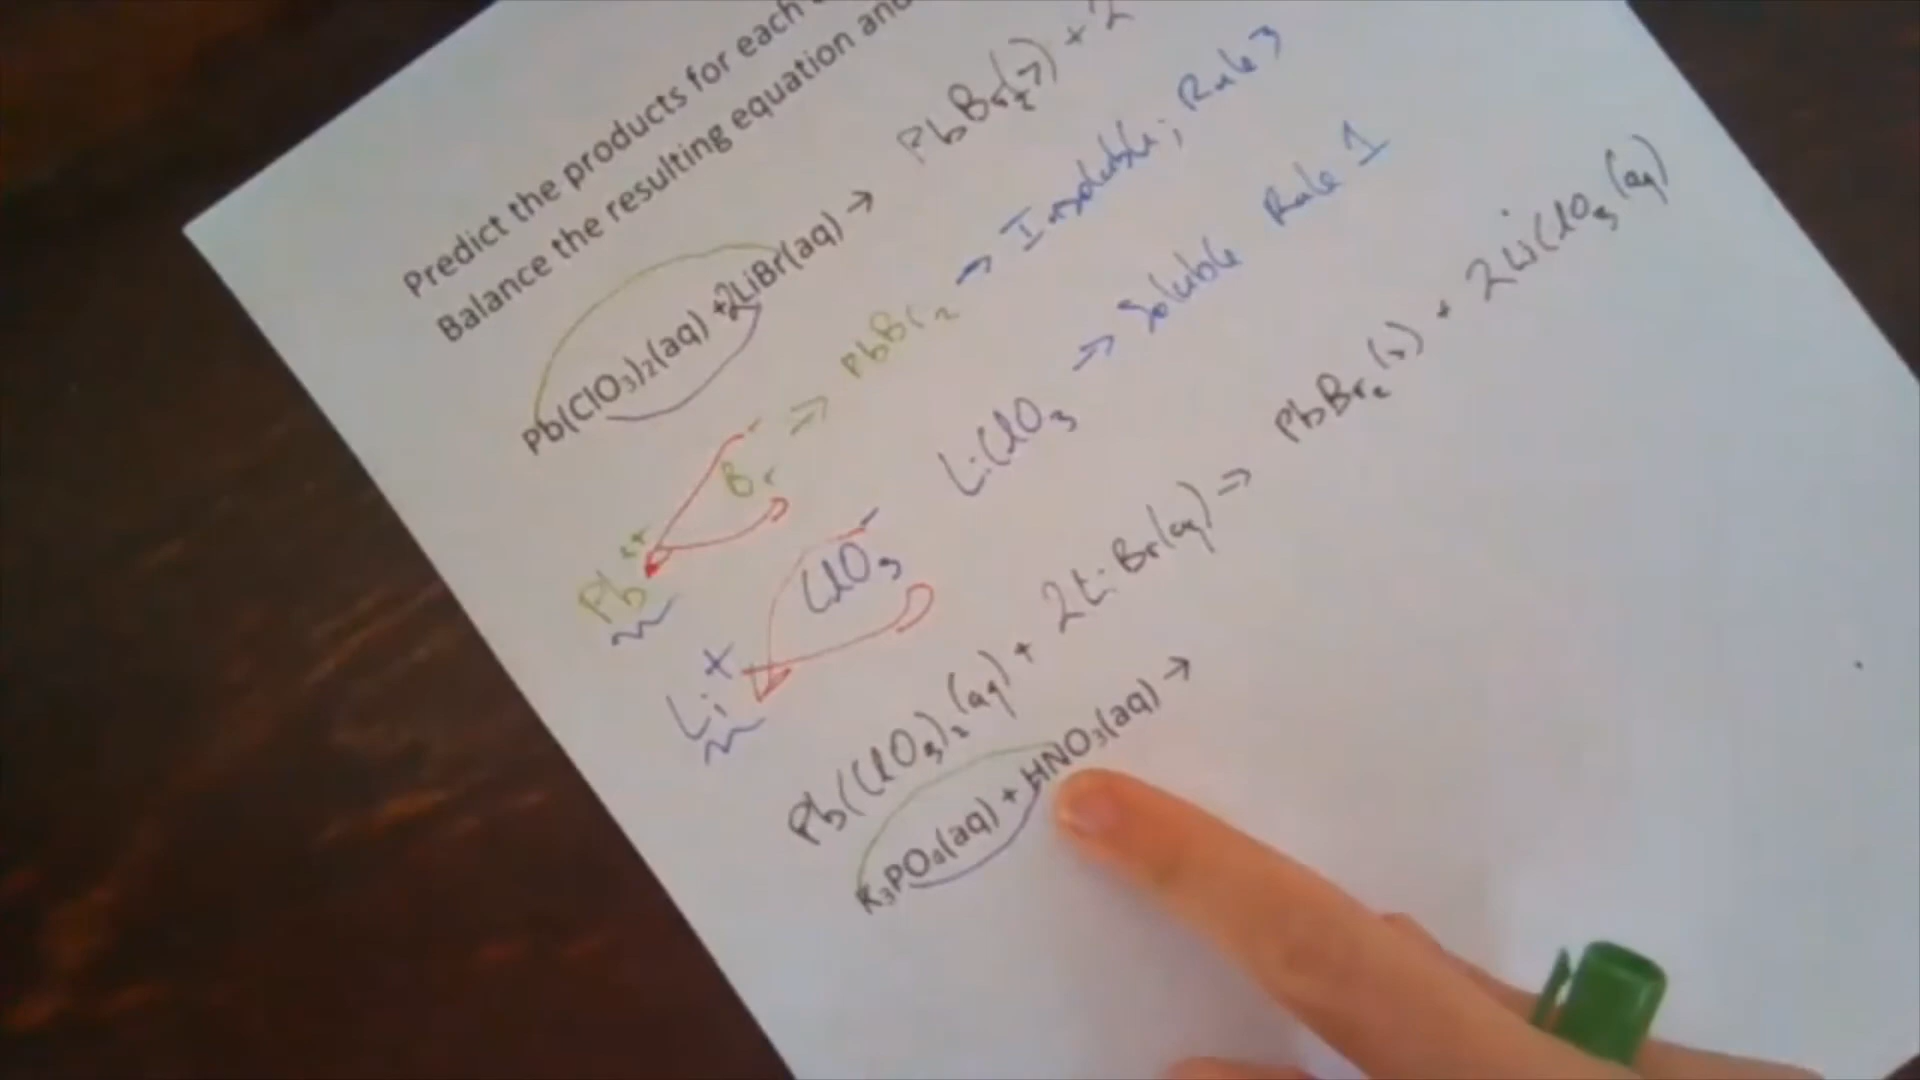 Predict the products for each
Balance the resulting equation and
Pb(ClO₃)₂(aq) + 2LiBr(aq) → PbBr₂(s) + 2
Pb²⁺ Br⁻ ⇒ PbBr₂ → Insoluble; Rule 3
Li⁺ ClO₃⁻ LiClO₃ ⇒ Soluble Rule 1
Pb(ClO₃)₂(aq) + 2LiBr(aq) ⇒ PbBr₂(s) + 2LiClO₃(aq)
K₃PO₄(aq) + HNO₃(aq) →